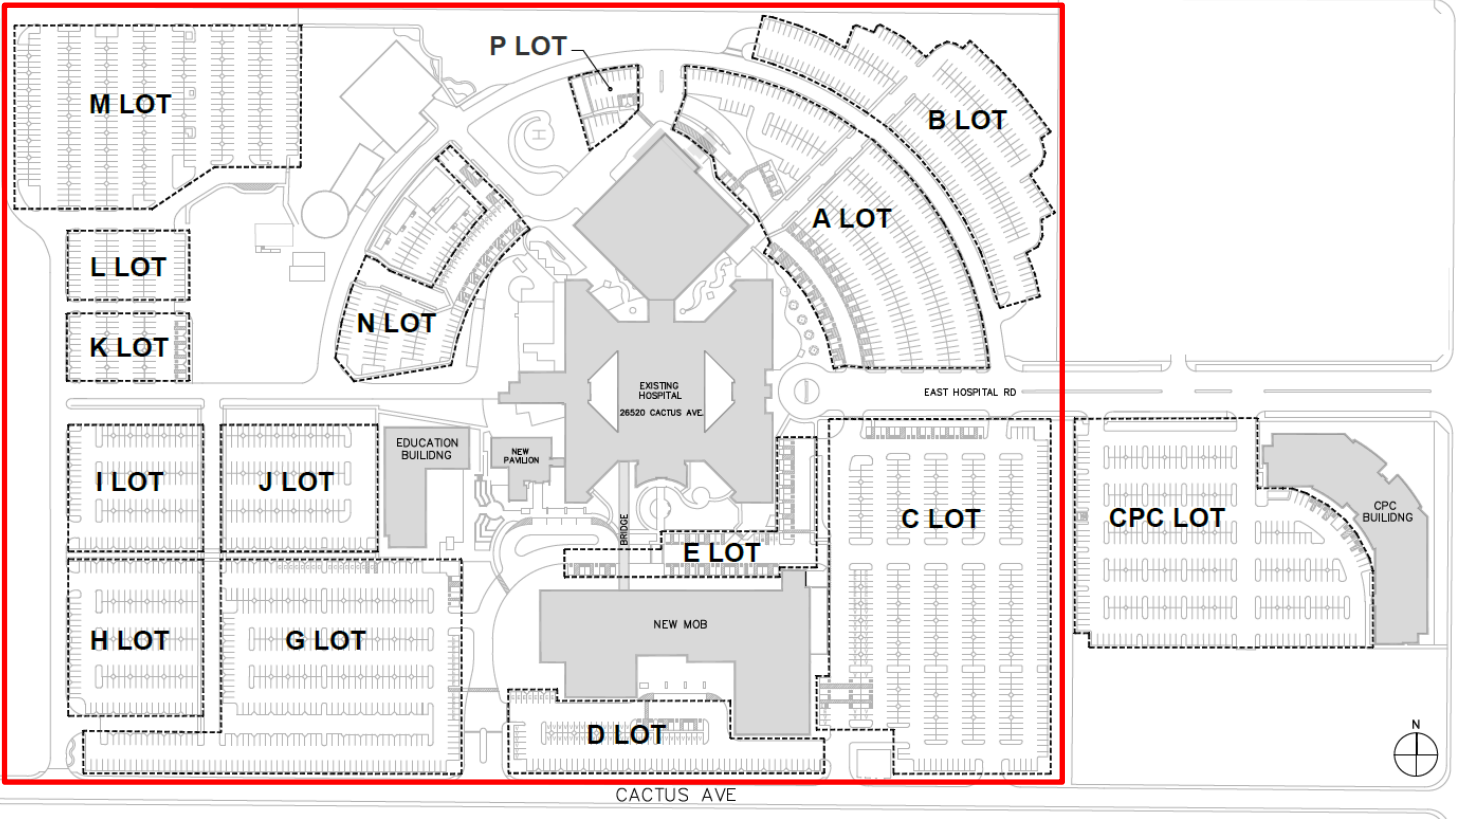 P LOT
M LOT
B LOT
A LOT
L LOT
N LOT
K LOT
EXISTING
HOSPITAL
26520 CACTUS AVE.
EAST HOSPITAL RD
EDUCATION
BUILIDNG
NEW
PAVILION
I LOT
J LOT
C LOT
CPC LOT
CPC
BUILIDNG
BRIDGE
E LOT
NEW MOB
H LOT
G LOT
D LOT
N
CACTUS AVE